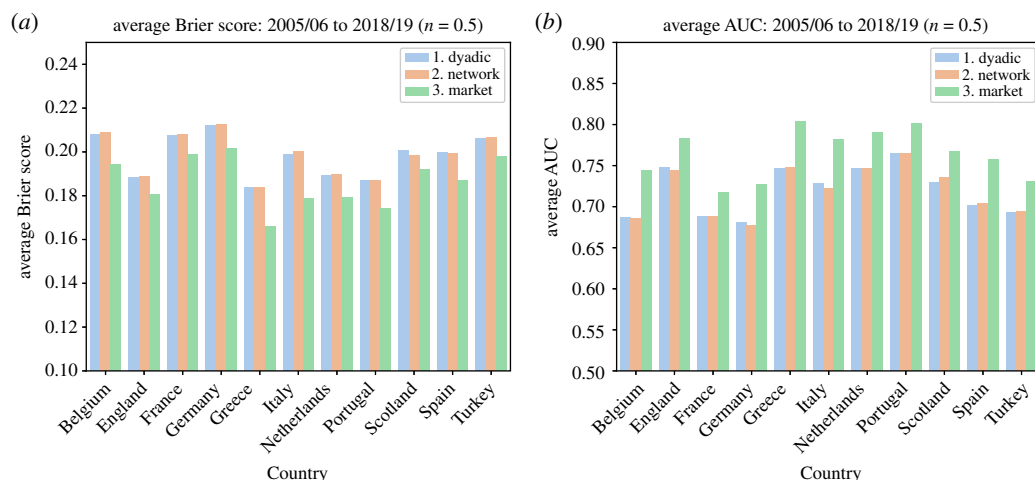 (a) average Brier score: 2005/06 to 2018/19 (n = 0.5)
average Brier score
0.24
0.22
0.20
0.18
0.16
0.14
0.12
0.10
1. dyadic
2. network
3. market
Belgium
England
France
Germany
Greece
Italy
Netherlands
Portugal
Scotland
Spain
Turkey
Country
(b) average AUC: 2005/06 to 2018/19 (n = 0.5)
average AUC
0.90
0.85
0.80
0.75
0.70
0.65
0.60
0.55
0.50
1. dyadic
2. network
3. market
Belgium
England
France
Germany
Greece
Italy
Netherlands
Portugal
Scotland
Spain
Turkey
Country